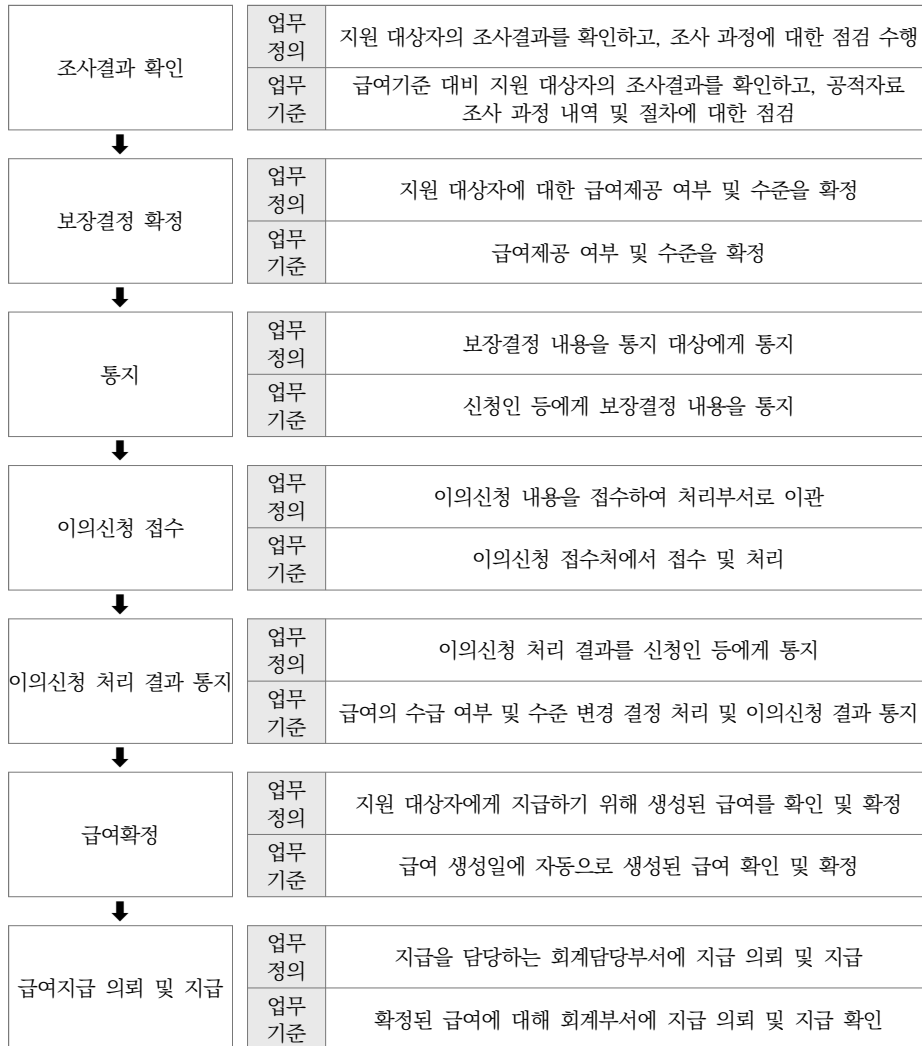 조사결과 확인
업무
정의
지원 대상자의 조사결과를 확인하고, 조사 과정에 대한 점검 수행
업무
기준
급여기준 대비 지원 대상자의 조사결과를 확인하고, 공적자료
조사 과정 내역 및 절차에 대한 점검
보장결정 확정
업무
정의
지원 대상자에 대한 급여제공 여부 및 수준을 확정
업무
기준
급여제공 여부 및 수준을 확정
통지
업무
정의
보장결정 내용을 통지 대상에게 통지
업무
기준
신청인 등에게 보장결정 내용을 통지
이의신청 접수
업무
정의
이의신청 내용을 접수하여 처리부서로 이관
업무
기준
이의신청 접수처에서 접수 및 처리
이의신청 처리 결과 통지
업무
정의
이의신청 처리 결과를 신청인 등에게 통지
업무
기준
급여의 수급 여부 및 수준 변경 결정 처리 및 이의신청 결과 통지
급여확정
업무
정의
지원 대상자에게 지급하기 위해 생성된 급여를 확인 및 확정
업무
기준
급여 생성일에 자동으로 생성된 급여 확인 및 확정
급여지급 의뢰 및 지급
업무
정의
지급을 담당하는 회계담당부서에 지급 의뢰 및 지급
업무
기준
확정된 급여에 대해 회계부서에 지급 의뢰 및 지급 확인